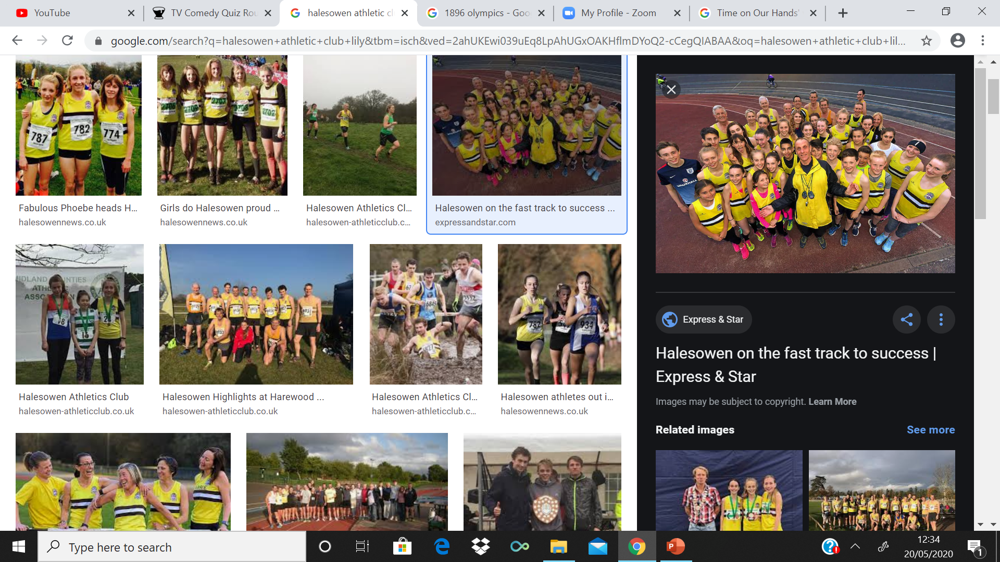 YouTube
TV Comedy Quiz Rou
halesowen athletic cl
1896 olympics - Goo
My Profile - Zoom
Time on Our Hands'
google.com/search?q=halesowen+athletic+club+lily&tbm=isch&ved=2ahUKEwi039uEq8LpAhUGxOAKHflmDYoQ2-cCegQIABAA&oq=halesowen+athletic+club+lil...
787
782
774
2706
2709
2707
2708
2702
Fabulous Phoebe heads H...
halesowennews.co.uk
Girls do Halesowen proud ...
halesowennews.co.uk
Halesowen Athletics Cl...
halesowen-athleticclub.c...
Halesowen on the fast track to success ...
expressandstar.com
VAUXHALL
Express & Star
Halesowen on the fast track to success |
Express & Star
Images may be subject to copyright. Learn More
Related images
See more
MIDLAND COUNTIES
ATHLETIC
ASSOCIATION
782
934
Halesowen Athletics Club
halesowen-athleticclub.co.uk
Halesowen Highlights at Harewood ...
halesowen-athleticclub.co.uk
Halesowen Athletics Cl...
halesowen-athleticclub.c...
Halesowen athletes out i...
halesowennews.co.uk
Type here to search
12:34
20/05/2020
1